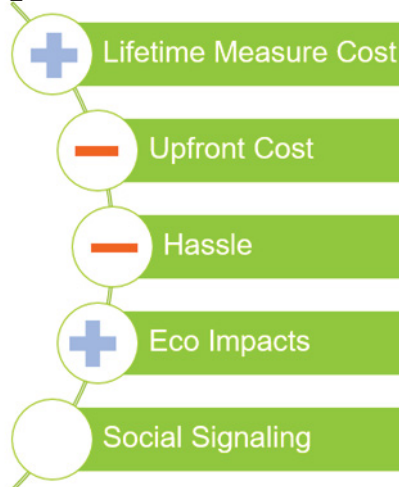 Lifetime Measure Cost
Upfront Cost
Hassle
Eco Impacts
Social Signaling